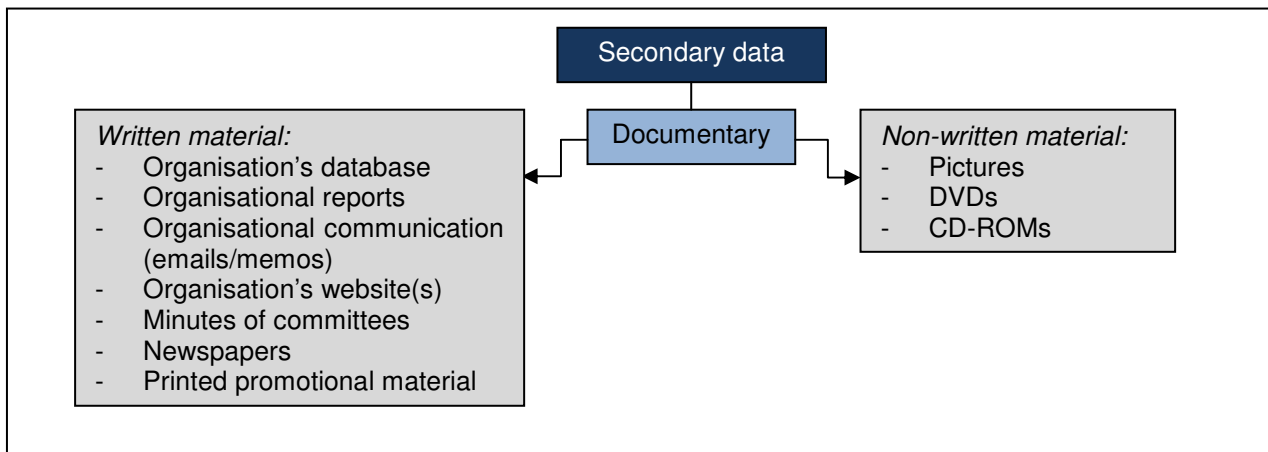 Secondary data
Documentary
Written material:
- Organisation’s database
- Organisational reports
- Organisational communication
(emails/memos)
- Organisation’s website(s)
- Minutes of committees
- Newspapers
- Printed promotional material
Non-written material:
- Pictures
- DVDs
- CD-ROMs